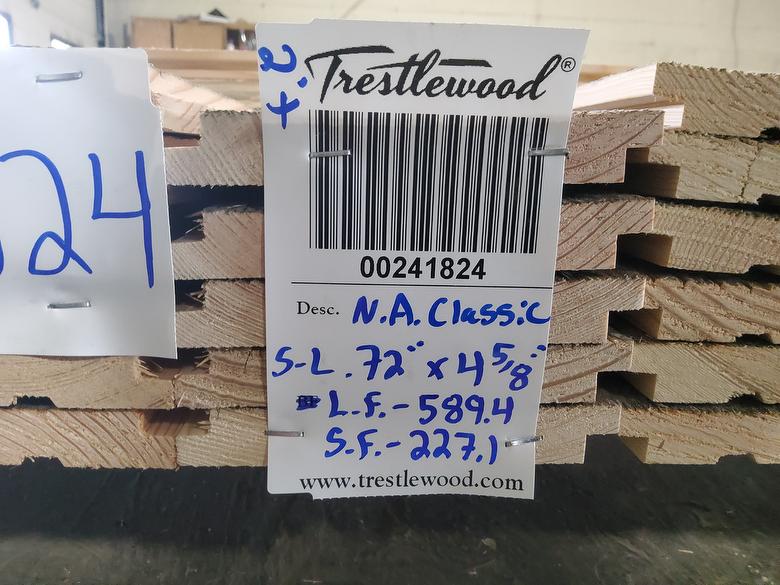 24
2" x
Trestlewood®
00241824
Desc. N.A. Classic
S-L .72" x 4 5/8"
L.F. - 589.4
S.F. - 227.1
www.trestlewood.com